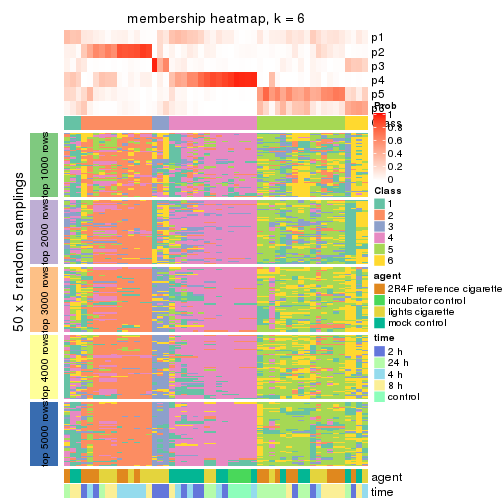 membership heatmap, k = 6
p1
p2
p3
p4
p5
p6
Class
Prob
1
0.8
0.6
0.4
0.2
0
Class
1
2
3
4
5
6
agent
2R4F reference cigarette
incubator control
lights cigarette
mock control
time
2 h
24 h
4 h
8 h
control
50 x 5 random samplings
top 1000 rows
top 2000 rows
top 3000 rows
top 4000 rows
top 5000 rows
agent
time